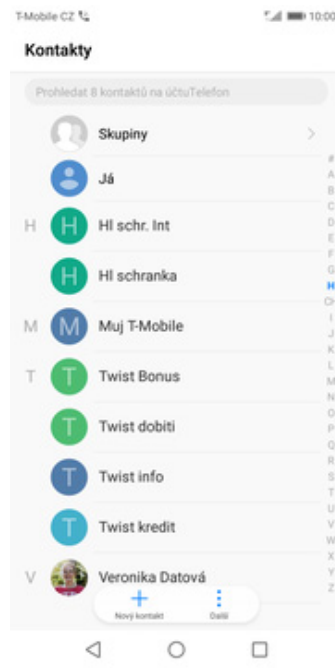 T-Mobile CZ
10:00
Kontakty
Prohledat 8 kontaktů na účtuTelefon
Skupiny
Já
H
H
Hl schr. Int
H
Hl schranka
M
M
Muj T-Mobile
T
T
Twist Bonus
T
Twist dobiti
T
Twist info
T
Twist kredit
V
Veronika Datová
Nový kontakt
Další
#
A
B
C
D
E
F
G
H
CH
I
J
K
L
M
N
O
P
Q
R
S
T
U
V
W
X
Y
Z